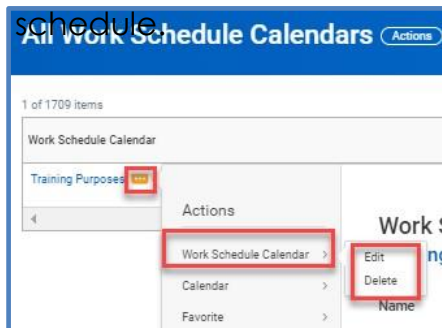 schedule.
All Work Schedule Calendars Actions
1 of 1709 items
Work Schedule Calendar
Training Purposes
Actions
Work Schedule Calendar
Edit
Delete
Calendar
Name
Favorite